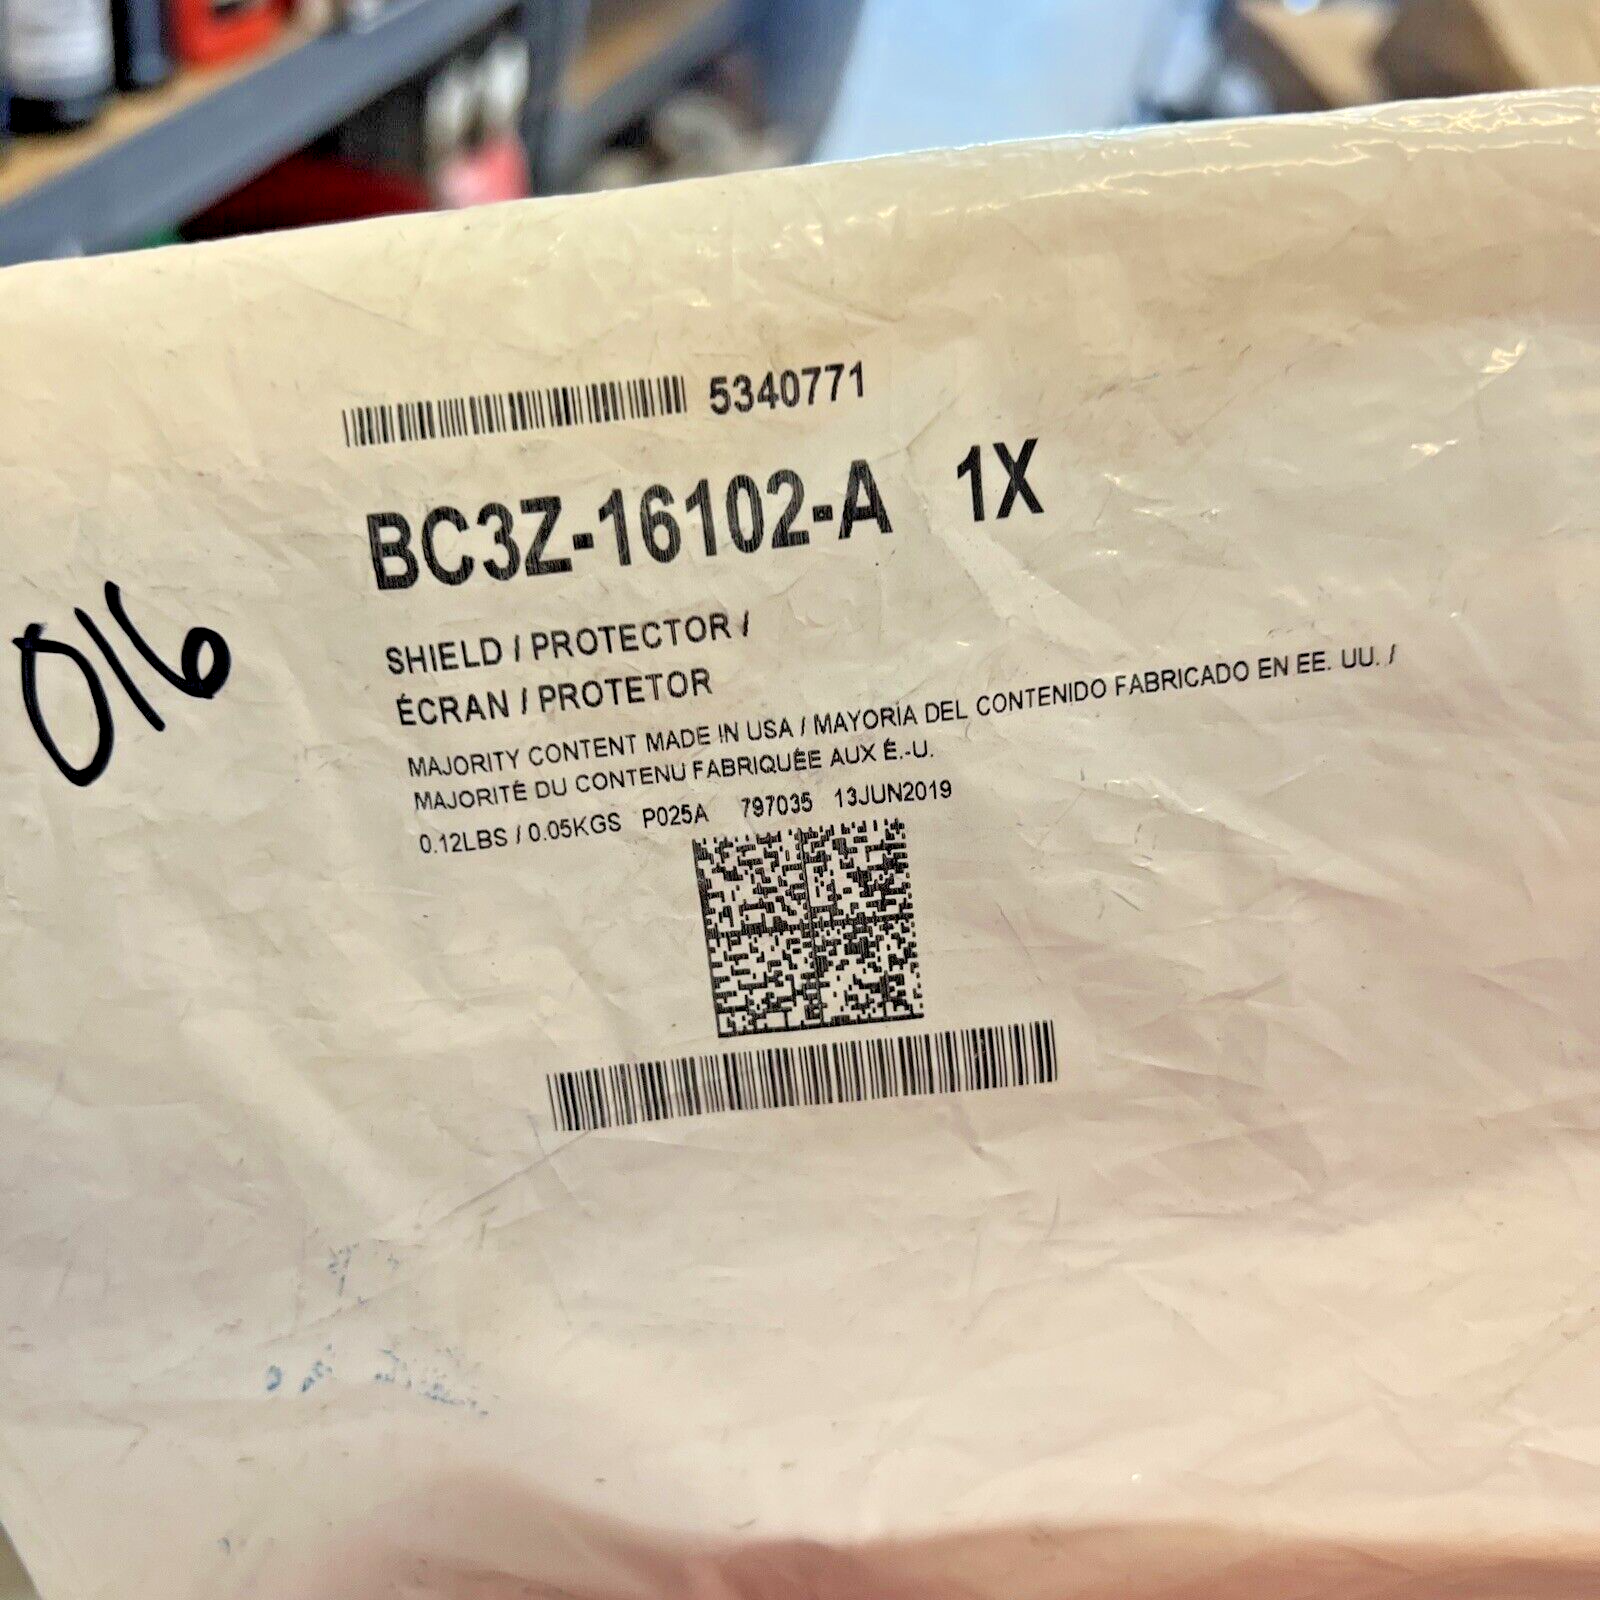 5340771
BC3Z-16102-A 1X
016
SHIELD / PROTECTOR /
ÉCRAN / PROTETOR
MAJORITY CONTENT MADE IN USA / MAYORÍA DEL CONTENIDO FABRICADO EN EE. UU. /
MAJORITÉ DU CONTENU FABRIQUÉE AUX É.-U.
0.12LBS / 0.05KGS P025A 797035 13JUN2019